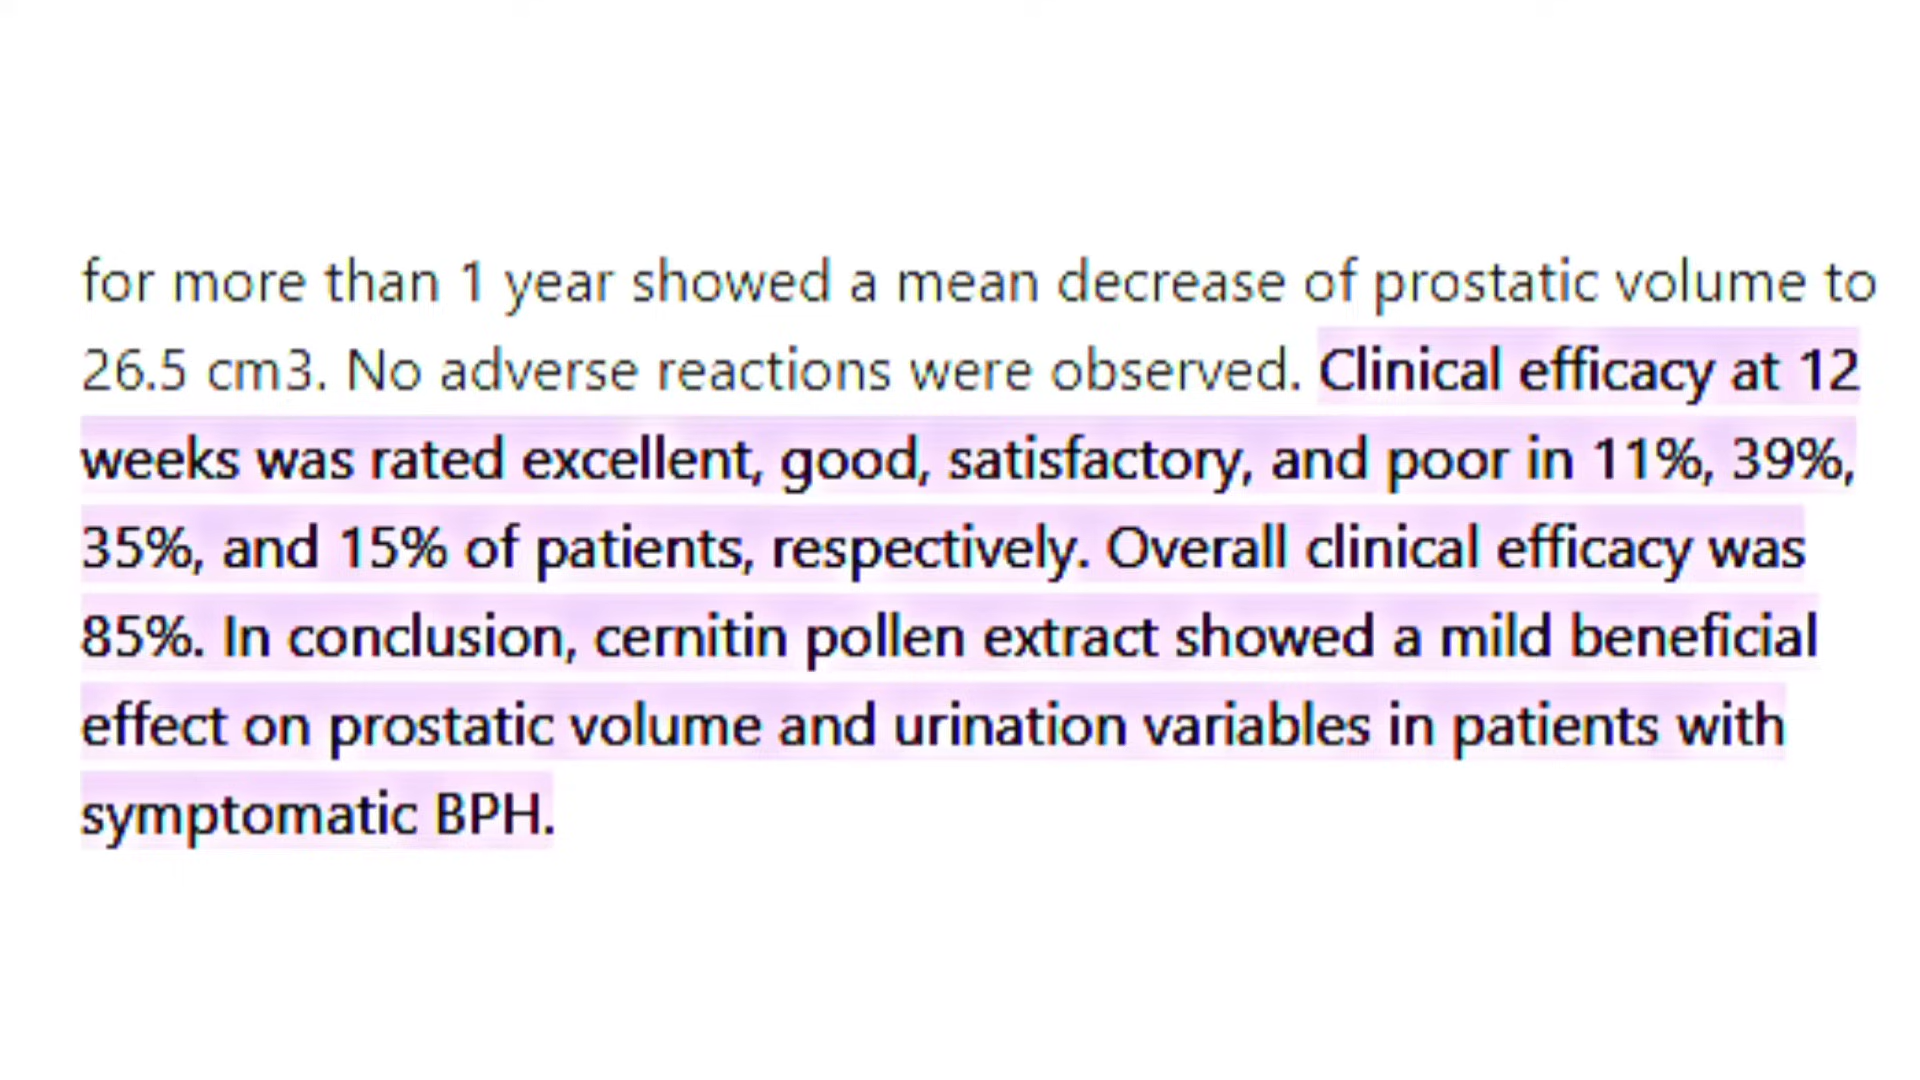 for more than 1 year showed a mean decrease of prostatic volume to
26.5 cm3. No adverse reactions were observed. Clinical efficacy at 12
weeks was rated excellent, good, satisfactory, and poor in 11%, 39%,
35%, and 15% of patients, respectively. Overall clinical efficacy was
85%. In conclusion, cernitin pollen extract showed a mild beneficial
effect on prostatic volume and urination variables in patients with
symptomatic BPH.